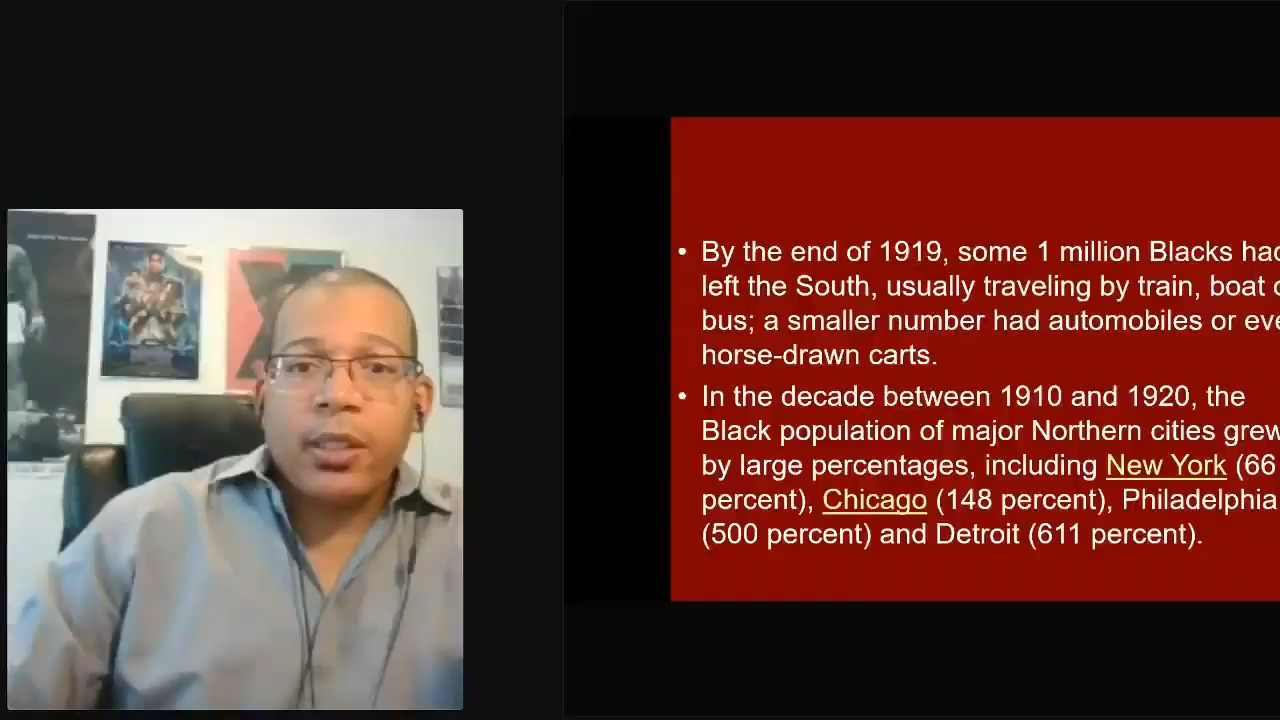 • By the end of 1919, some 1 million Blacks had
left the South, usually traveling by train, boat
bus; a smaller number had automobiles or
horse-drawn carts.
• In the decade between 1910 and 1920, the
Black population of major Northern cities grew
by large percentages, including New York (66
percent), Chicago (148 percent), Philadelphia
(500 percent) and Detroit (611 percent).